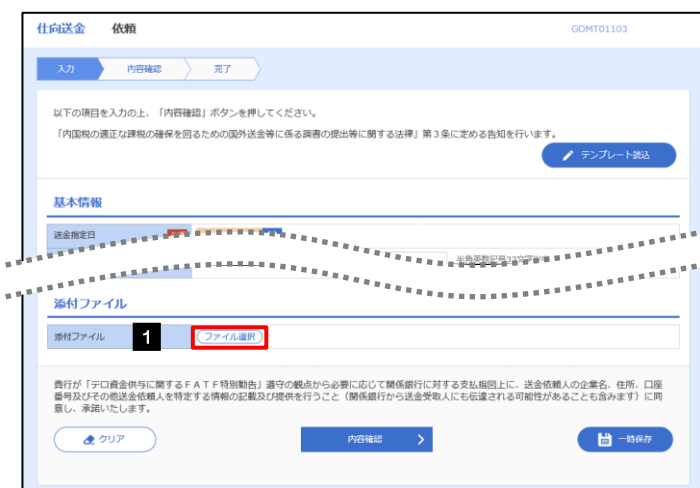 仕向送金 依頼
GOMT01103
入力 内容確認 完了
以下の項目を入力の上、「内容確認」ボタンを押してください。
「内国税の適正な課税の確保を図るための国外送金等に係る調書の提出等に関する法律」第3条に定める告知を行います。
テンプレート読込
基本情報
送金指定日
添付ファイル
添付ファイル 1 ファイル選択
貴行が「テロ資金供与に関するFATF特別勧告」遵守の観点から必要に応じて関係銀行に対する支払指図上に、送金依頼人の企業名、住所、口座
番号及びその他送金依頼人を特定する情報の記載及び提供を行うこと（関係銀行から送金受取人にも伝達される可能性があることも含みます）に同
意し、承諾いたします。
クリア 内容確認 一時保存